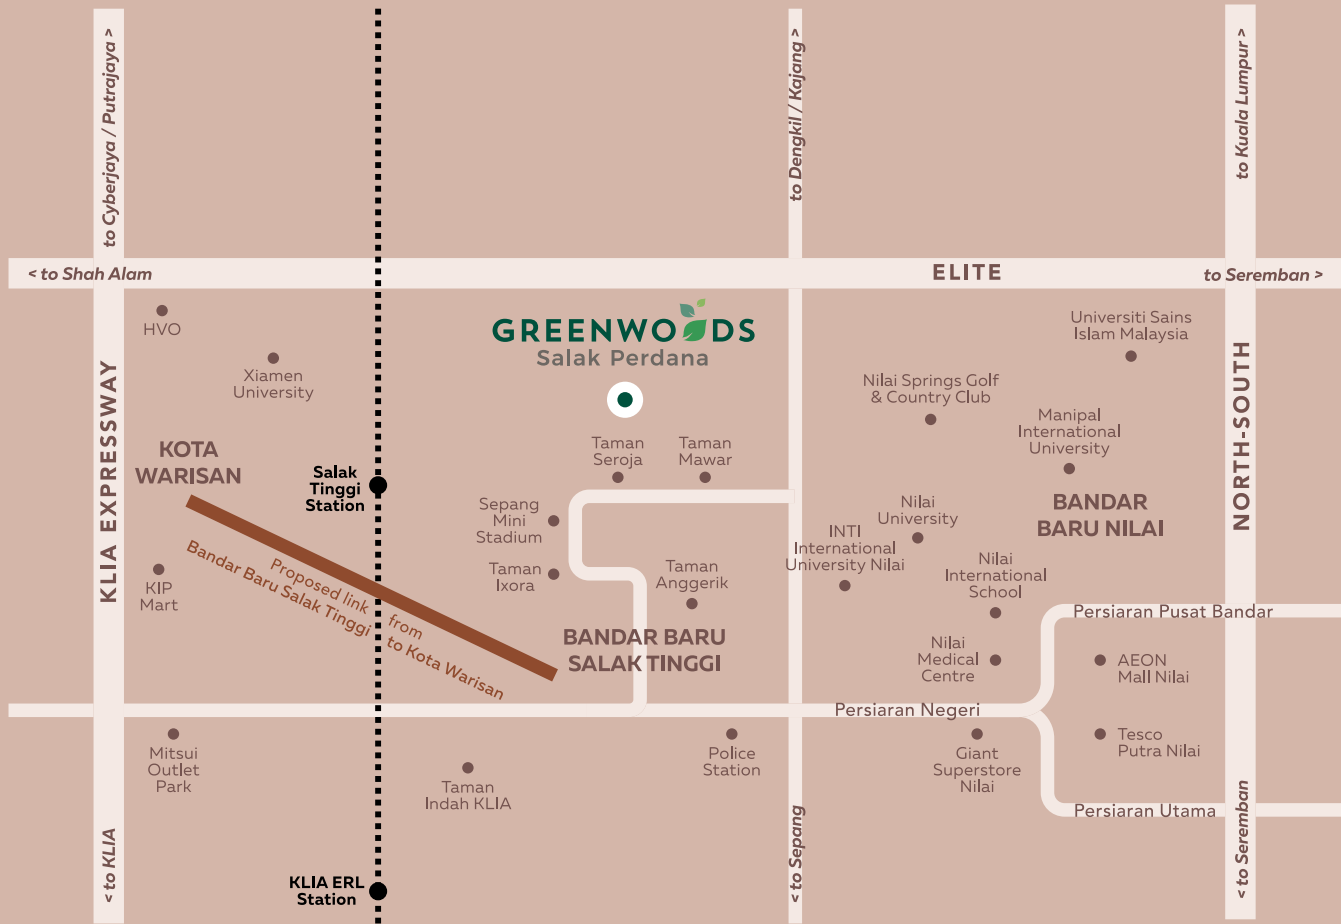 to Cyberjaya / Putrajaya >
to Dengkil / Kajang >
to Kuala Lumpur >
< to Shah Alam
ELITE
to Seremban >
HVO
Xiamen
University
GREENWOODS
Salak Perdana
Universiti Sains
Islam Malaysia
Nilai Springs Golf
& Country Club
Manipal
International
University
KLIA EXPRESSWAY
NORTH-SOUTH
KOTA
WARISAN
Salak
Tinggi
Station
Taman
Seroja
Taman
Mawar
Sepang
Mini
Stadium
Taman
Ixora
Taman
Anggerik
Nilai
University
INTI
International
University Nilai
BANDAR
BARU NILAI
Nilai
International
School
KIP
Mart
Proposed link from
Bandar Baru Salak Tinggi to Kota Warisan
BANDAR BARU
SALAK TINGGI
Nilai
Medical
Centre
Persiaran Pusat Bandar
AEON
Mall Nilai
Persiaran Negeri
Mitsui
Outlet
Park
Taman
Indah KLIA
Police
Station
Giant
Superstore
Nilai
Tesco
Putra Nilai
Persiaran Utama
< to KLIA
KLIA ERL
Station
< to Sepang
< to Seremban